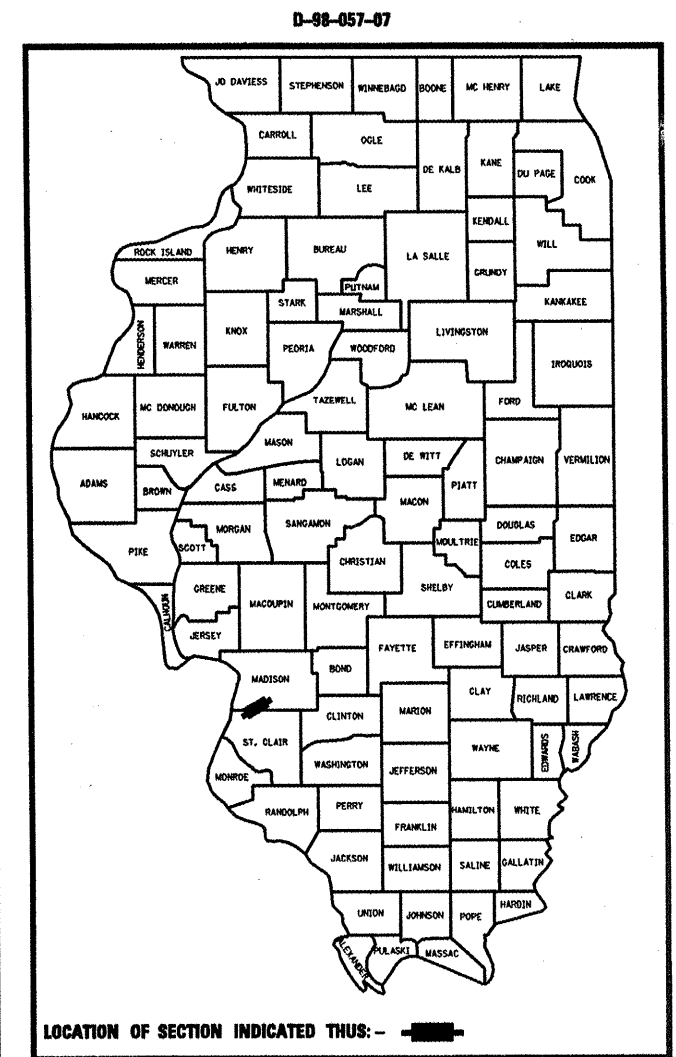 D-98-057-07
JO DAVIESS STEPHENSON WINNEBAGO BOONE MC HENRY LAKE
CARROLL OGLE DE KALB KANE DU PAGE COOK
WHITESIDE LEE
KENDALL
ROCK ISLAND HENRY BUREAU LA SALLE WILL
MERCER PUTNAM GRUNDY
STARK MARSHALL KANKAKEE
HENDERSON WARREN KNOX PEORIA WOODFORD LIVINGSTON IROQUOIS
HANCOCK MC DONOUGH FULTON TAZEWELL MC LEAN FORD
SCHUYLER MASON
ADAMS BROWN CASS MENARD LOGAN DE WITT PIATT CHAMPAIGN VERMILION
MACON
PIKE SCOTT MORGAN SANGAMON CHRISTIAN MOULTRIE DOUGLAS EDGAR
COLES
CALHOUN GREENE MACOUPIN MONTGOMERY SHELBY CUMBERLAND CLARK
JERSEY FAYETTE EFFINGHAM JASPER CRAWFORD
MADISON BOND CLAY RICHLAND LAWRENCE
CLINTON MARION
ST. CLAIR WAYNE EDWARDS WABASH
MONROE WASHINGTON JEFFERSON
RANDOLPH PERRY HAMILTON WHITE
FRANKLIN
JACKSON WILLIAMSON SALINE GALLATIN
UNION JOHNSON POPE HARDIN
ALEXANDER PULASKI MASSAC
LOCATION OF SECTION INDICATED THUS:-